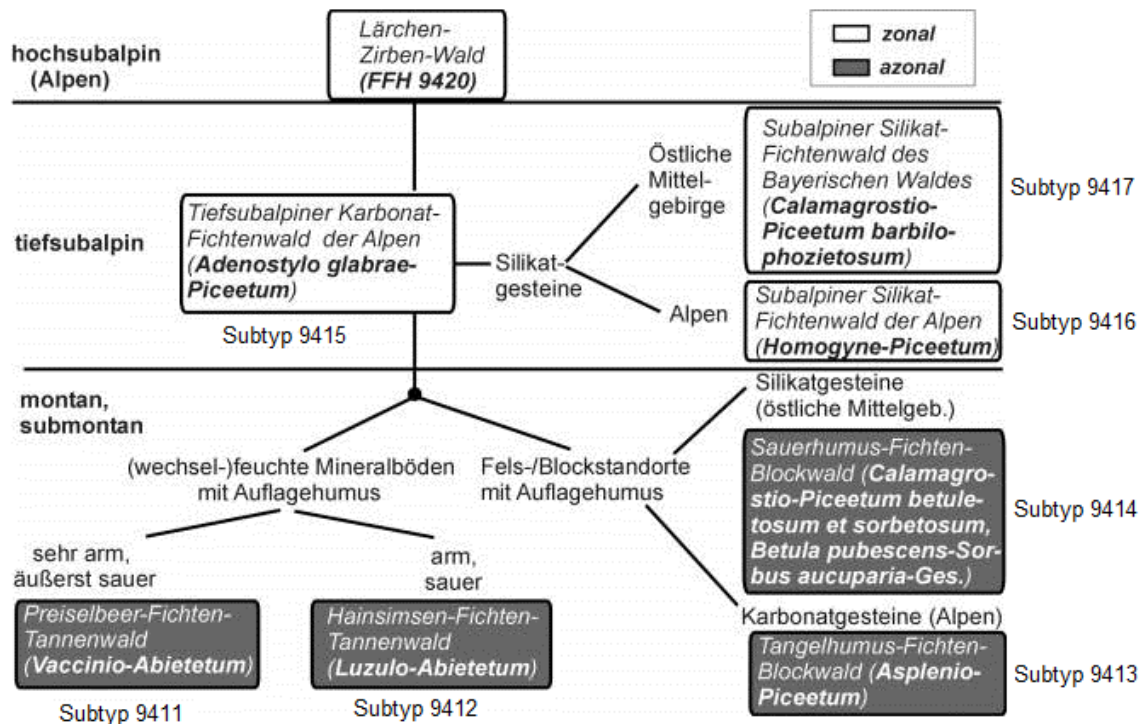 hochsubalpin
(Alpen)
Lärchen-
Zirben-Wald
(FFH 9420)
zonal
azonal
tiefsubalpin
Tiefsubalpiner Karbonat-
Fichtenwald der Alpen
(Adenostylo glabrae-
Piceetum)
Subtyp 9415
Silikat-
gesteine
Östliche
Mittel-
gebirge
Alpen
Subalpiner Silikat-
Fichtenwald des
Bayerischen Waldes
(Calamagrostio-
Piceetum barbilo-
phozietosum)
Subtyp 9417
Subalpiner Silikat-
Fichtenwald der Alpen
(Homogyne-Piceetum)
Subtyp 9416
montan,
submontan
(wechsel-)feuchte Mineralböden
mit Auflagehumus
Fels-/Blockstandorte
mit Auflagehumus
Silikatgesteine
(östliche Mittelgeb.)
Sauerhumus-Fichten-
Blockwald (Calamagro-
stio-Piceetum betule-
tosum et sorbetosum,
Betula pubescens-Sor-
bus aucuparia-Ges.)
Subtyp 9414
sehr arm,
äußerst sauer
arm,
sauer
Preiselbeer-Fichten-
Tannenwald
(Vaccinio-Abietetum)
Subtyp 9411
Hainsimsen-Fichten-
Tannenwald
(Luzulo-Abietetum)
Subtyp 9412
Karbonatgesteine (Alpen)
Tangelhumus-Fichten-
Blockwald (Asplenio-
Piceetum)
Subtyp 9413